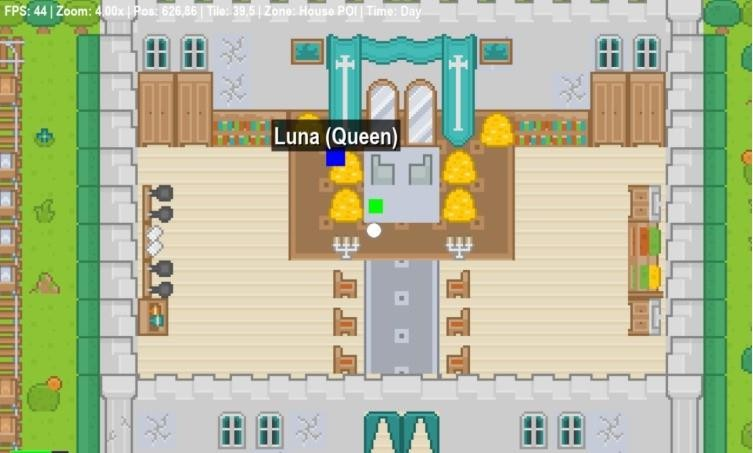 FPS: 44 | Zoom: 4.00x | Pos: 626,86 | Tile: 39,5 | Zone: House POI | Time: Day
Luna (Queen)